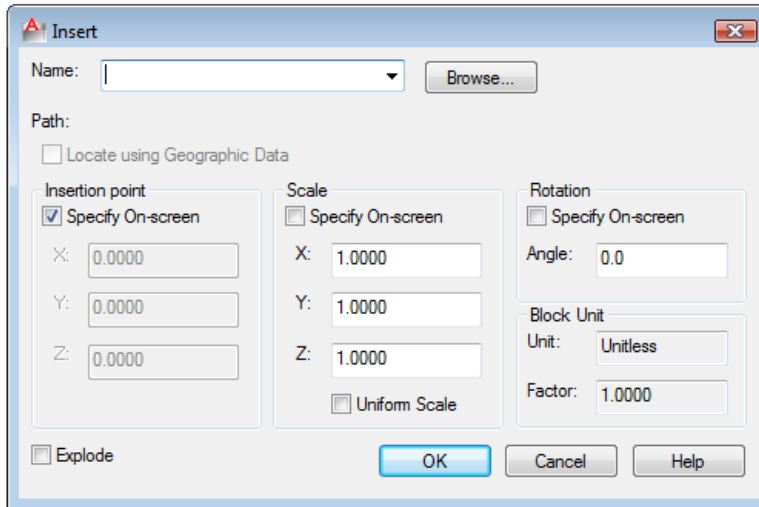 Insert
Name:
Browse...
Path:
Locate using Geographic Data
Insertion point
Specify On-screen
X: 0.0000
Y: 0.0000
Z: 0.0000
Scale
Specify On-screen
X: 1.0000
Y: 1.0000
Z: 1.0000
Uniform Scale
Rotation
Specify On-screen
Angle: 0.0
Block Unit
Unit: Unitless
Factor: 1.0000
Explode
OK Cancel Help